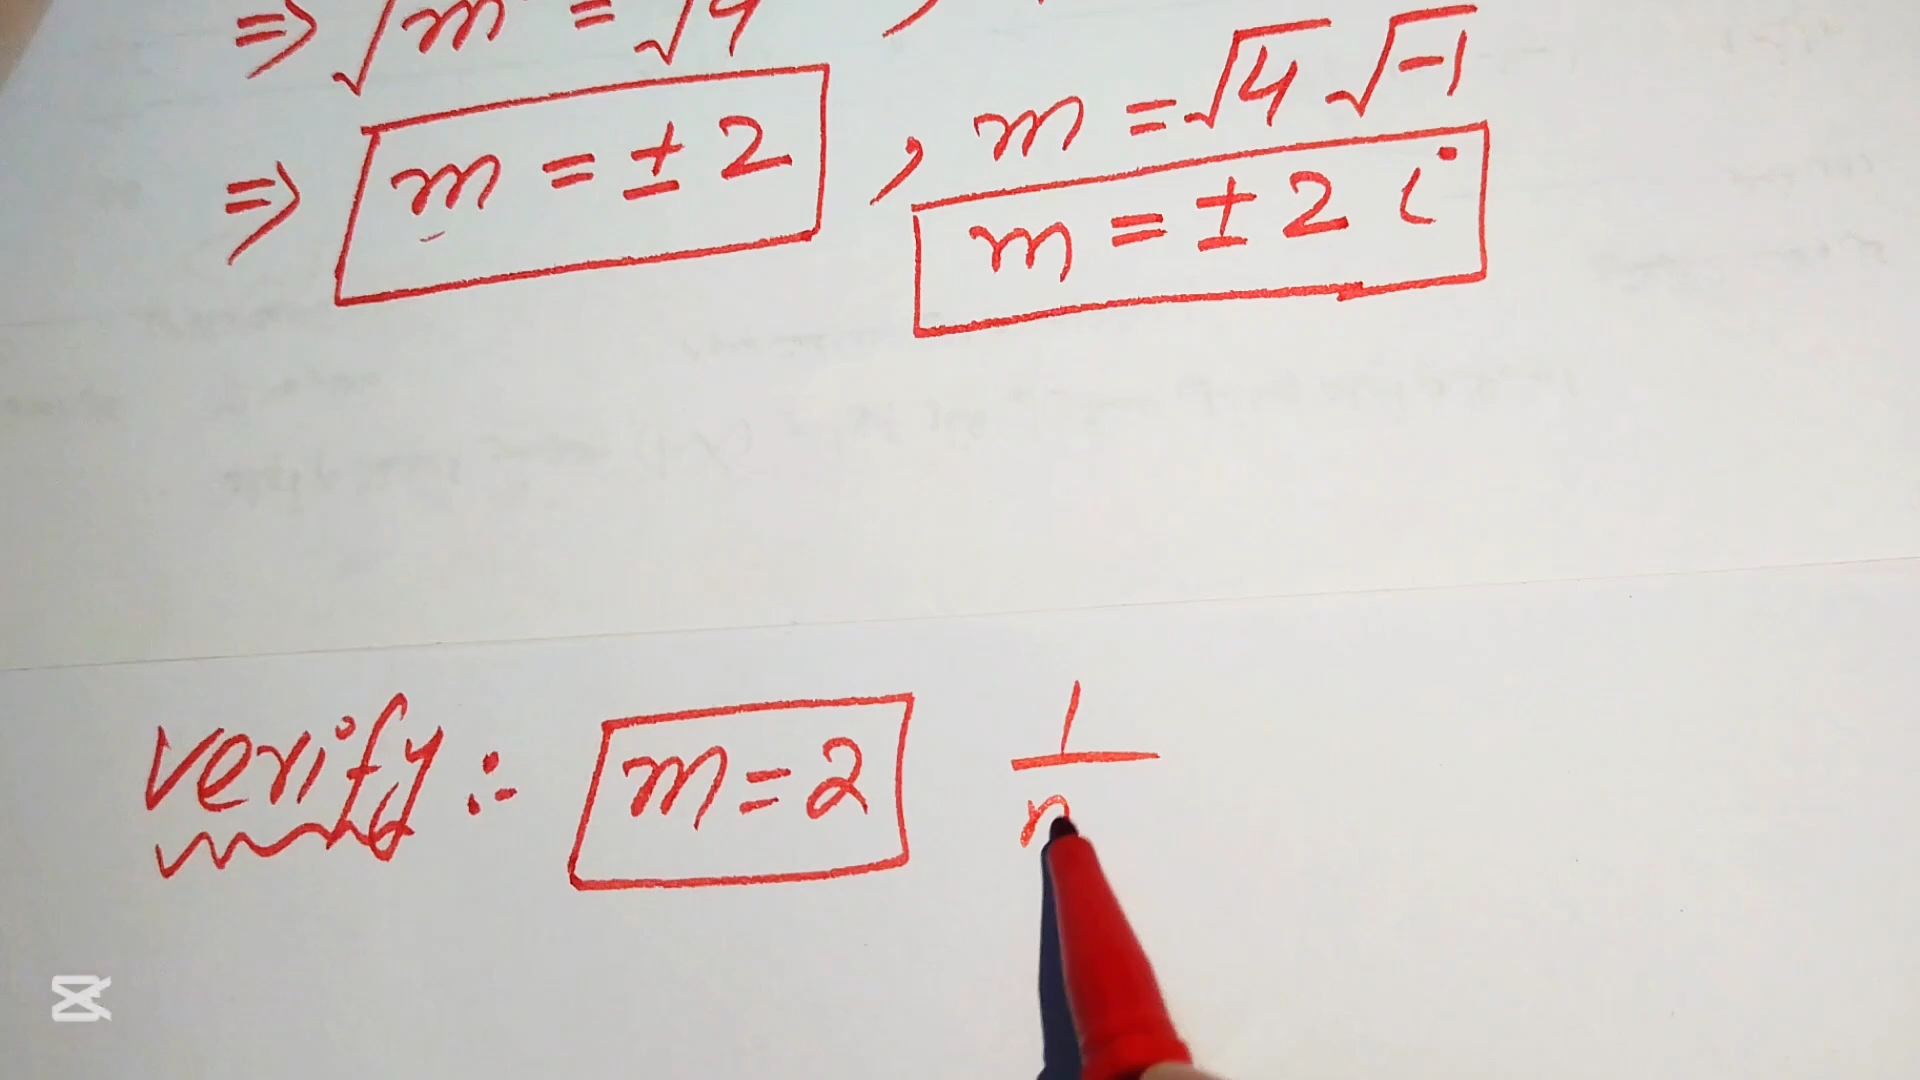 => √m = √4
, m = √4 √-1
=> m = ± 2
m = ± 2 i
verify :- m = 2 1/